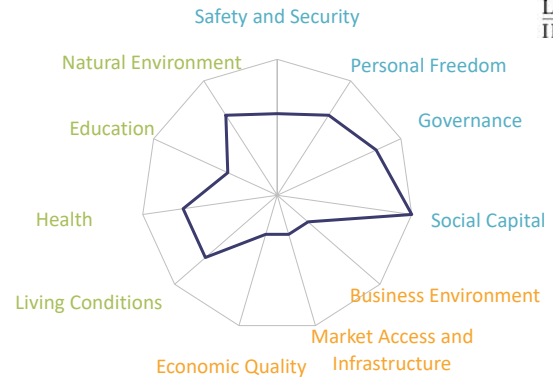 Safety and Security
Natural Environment
Personal Freedom
Education
Governance
Health
Social Capital
Living Conditions
Business Environment
Market Access and
Infrastructure
Economic Quality